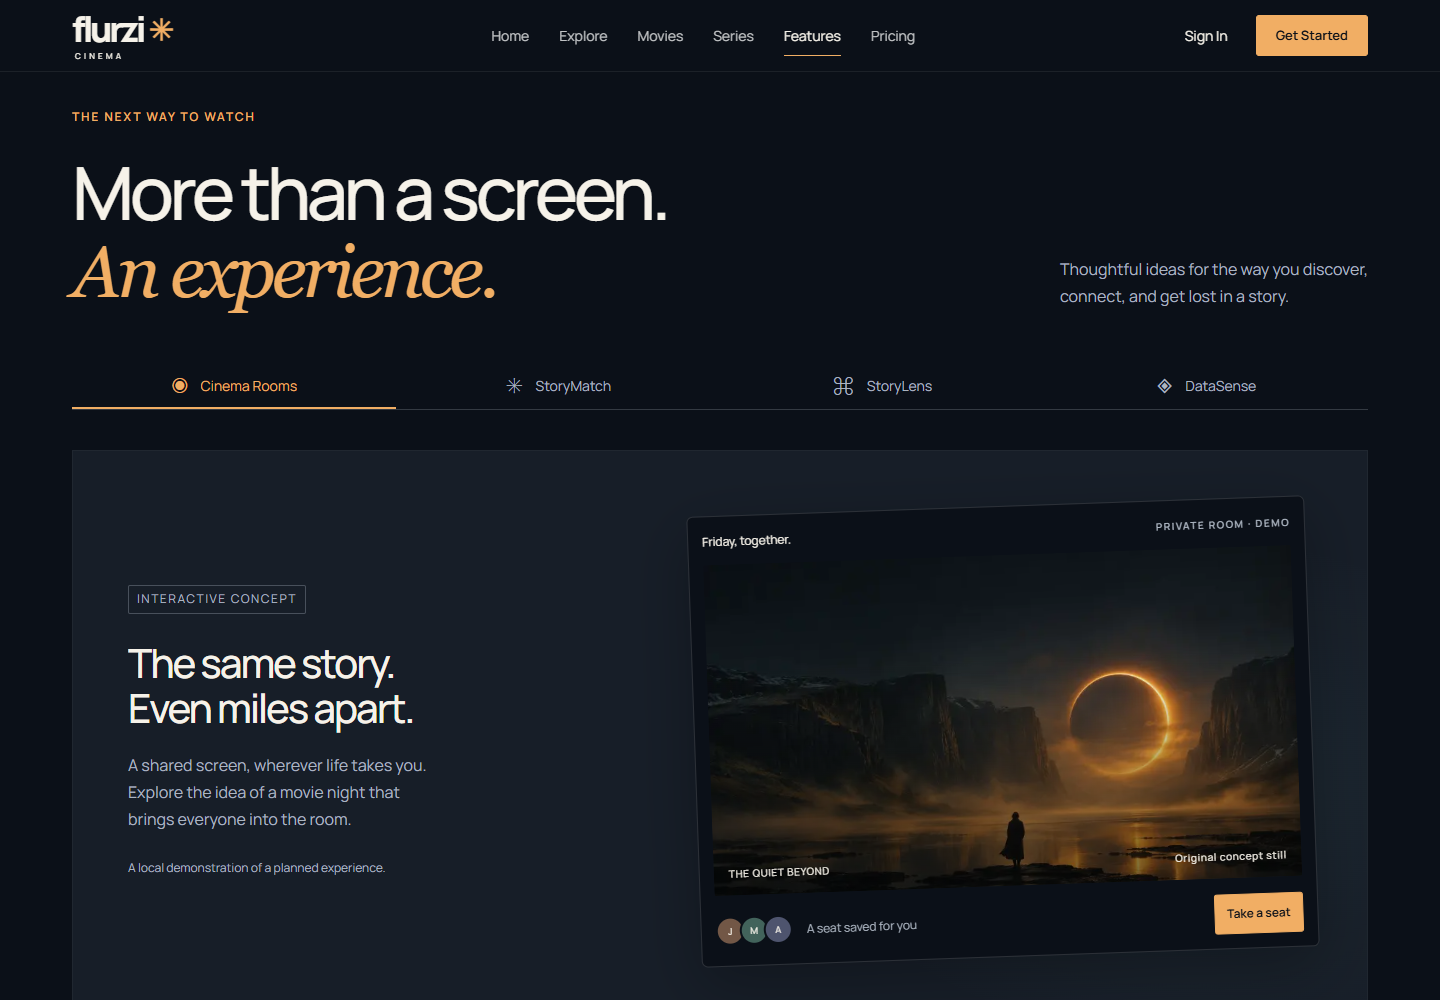 flurzi
CINEMA
Home Explore Movies Series Features Pricing
Sign In
Get Started
THE NEXT WAY TO WATCH
More than a screen.
An experience.
Thoughtful ideas for the way you discover,
connect, and get lost in a story.
Cinema Rooms
StoryMatch
StoryLens
DataSense
INTERACTIVE CONCEPT
The same story.
Even miles apart.
A shared screen, wherever life takes you.
Explore the idea of a movie night that
brings everyone into the room.
A local demonstration of a planned experience.
Friday, together.
PRIVATE ROOM · DEMO
THE QUIET BEYOND
Original concept still
J M A
A seat saved for you
Take a seat